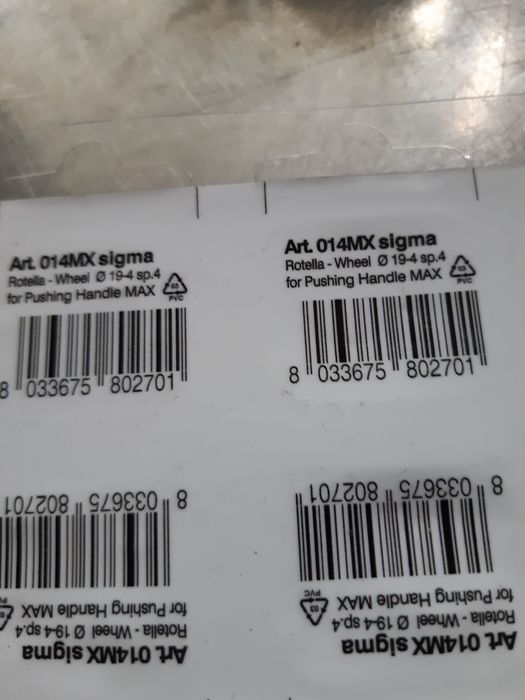 Art. 014MX sigma
Rotella - Wheel Ø 19-4 sp.4
for Pushing Handle MAX
03
PVC
8 033675 802701
Art. 014MX sigma
Rotella - Wheel Ø 19-4 sp.4
for Pushing Handle MAX
03
PVC
8 033675 802701
Art. 014MX sigma
Rotella - Wheel Ø 19-4 sp.4
for Pushing Handle MAX
8 033675 802701
Art. 014MX sigma
Rotella - Wheel Ø 19-4 sp.4
for Pushing Handle MAX
03
PVC
8 033675 802701